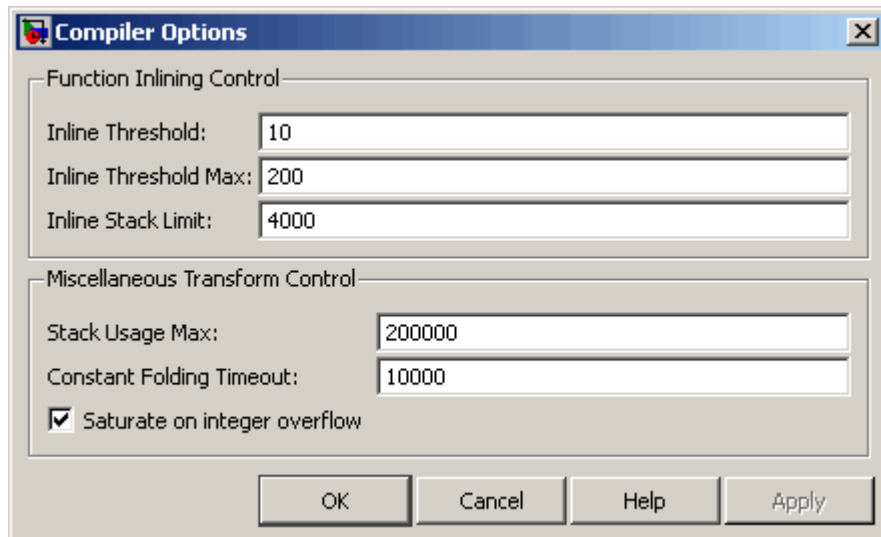 Compiler Options
Function Inlining Control
Inline Threshold: 10
Inline Threshold Max: 200
Inline Stack Limit: 4000
Miscellaneous Transform Control
Stack Usage Max: 200000
Constant Folding Timeout: 10000
Saturate on integer overflow
OK Cancel Help Apply